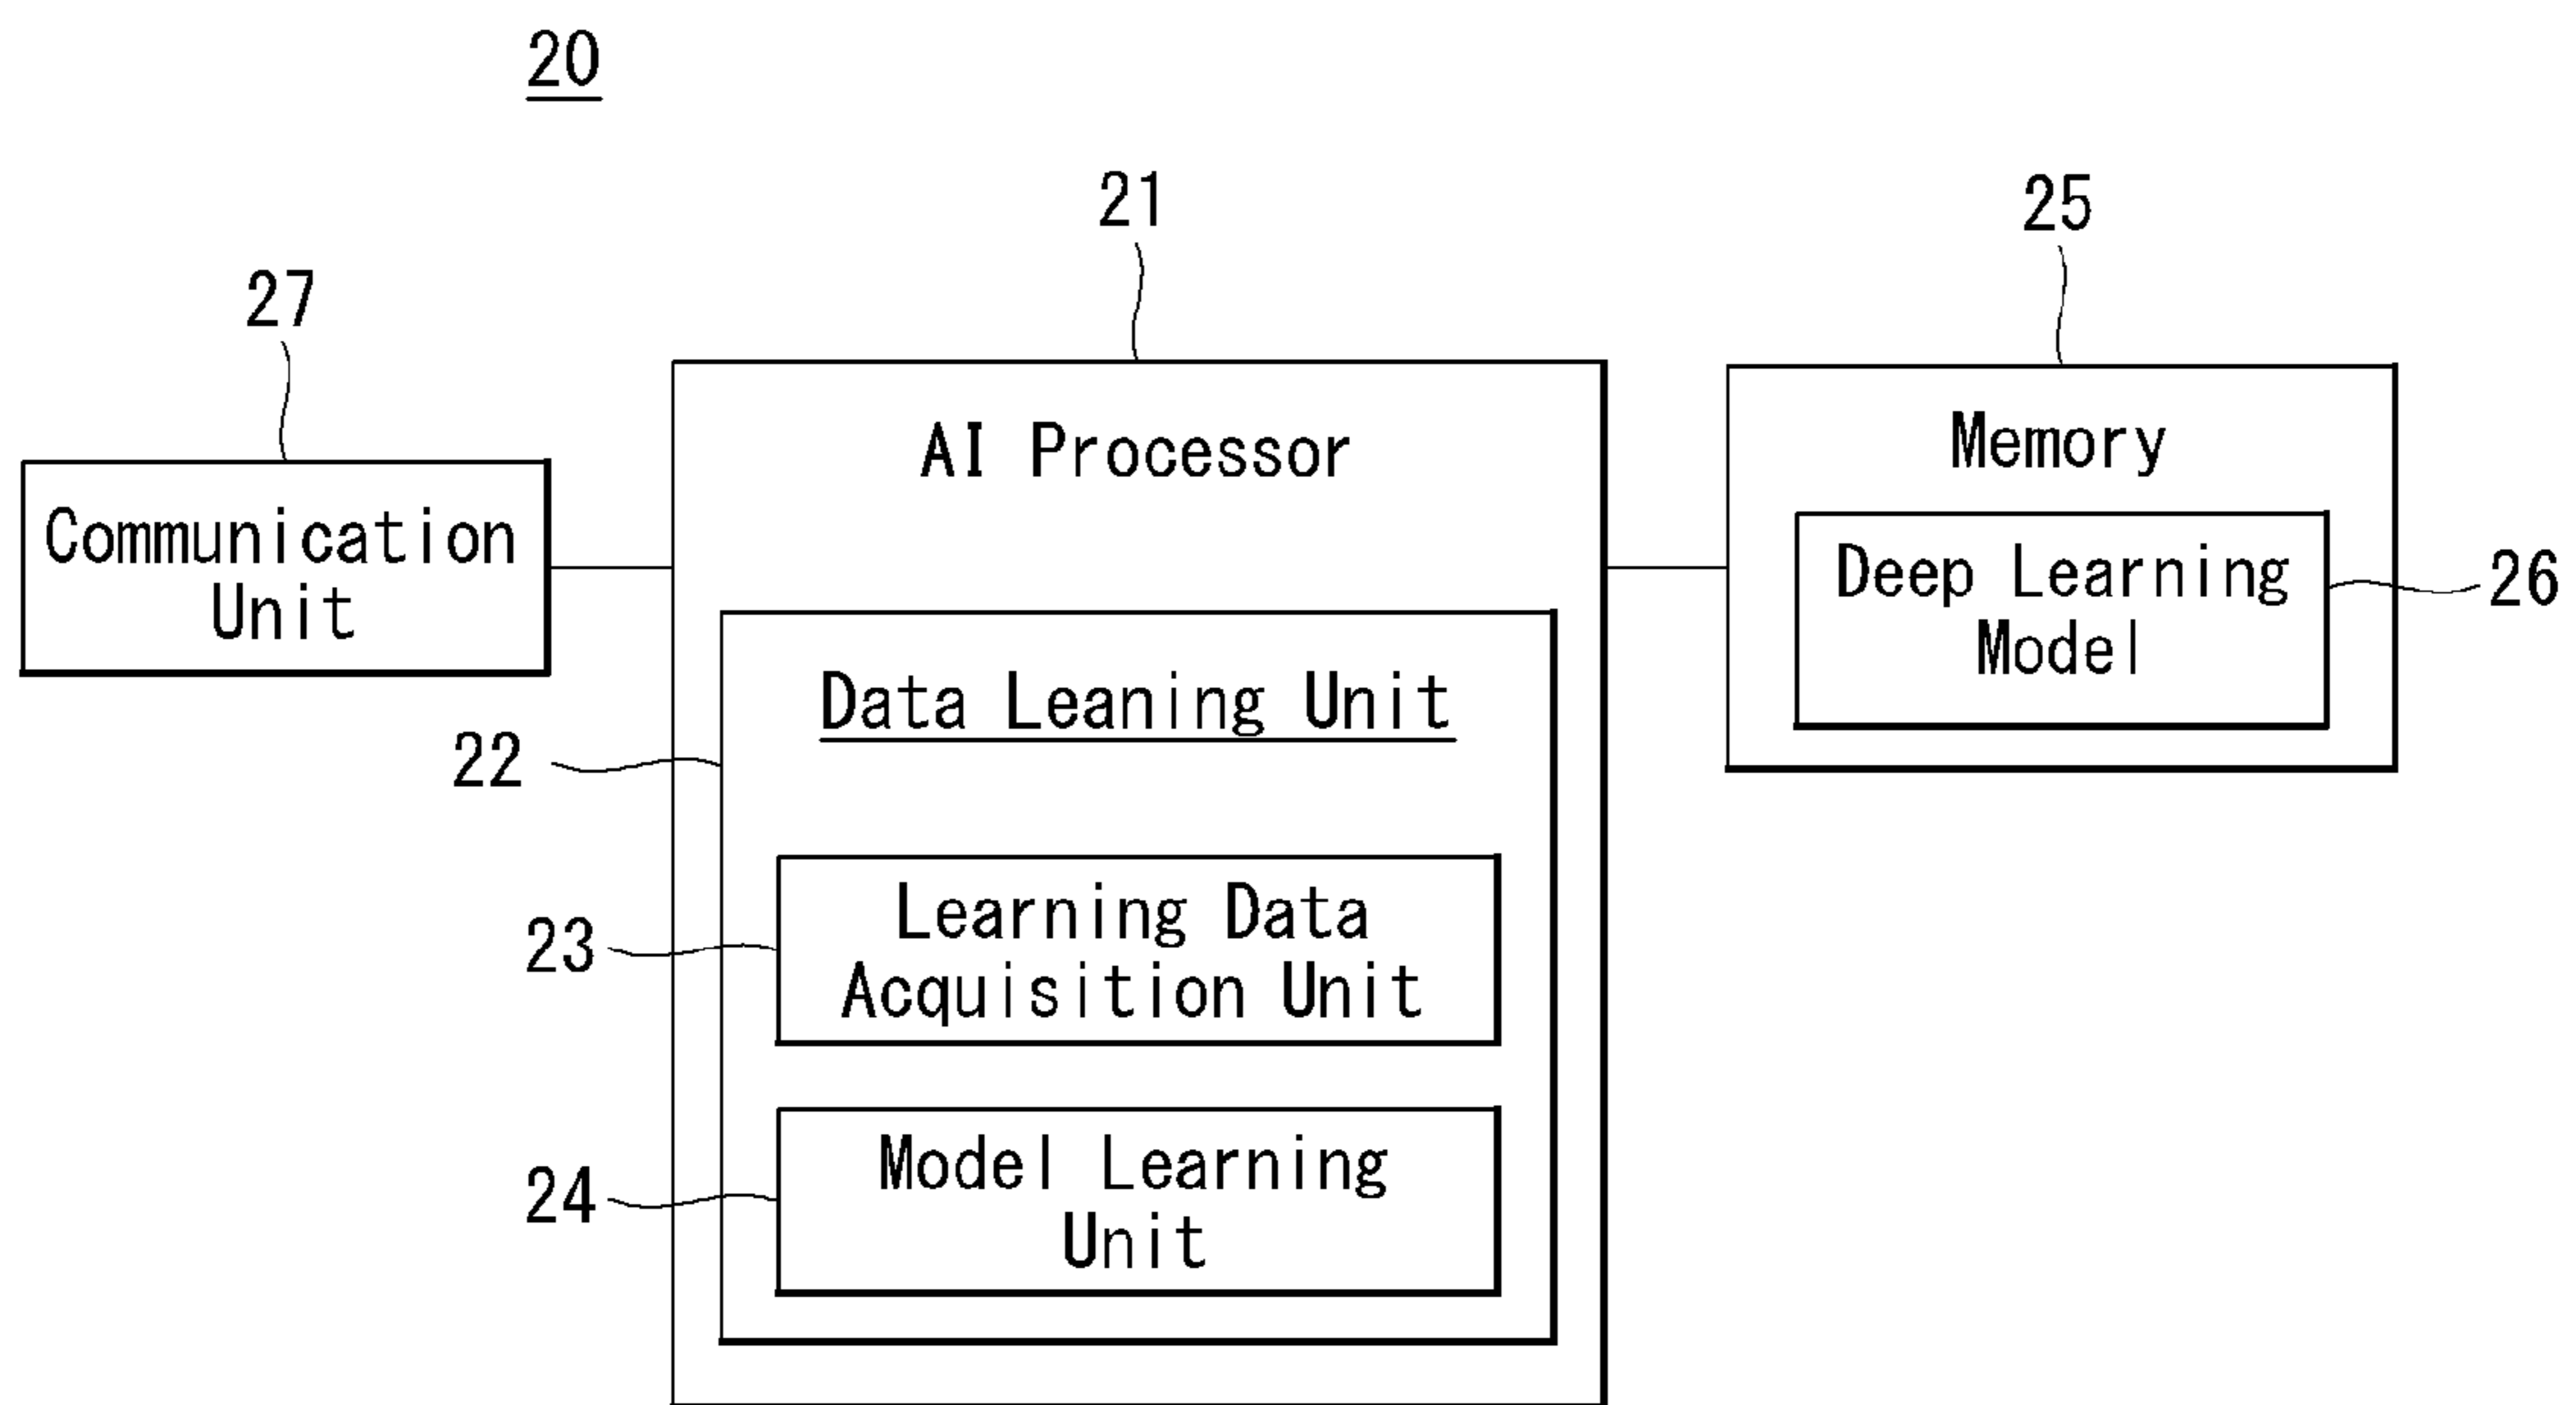 20
21
25
27
AI Processor
Memory
Communication
Unit
Deep Learning
Model
26
Data Leaning Unit
22
Learning Data
Acquisition Unit
23
Model Learning
Unit
24